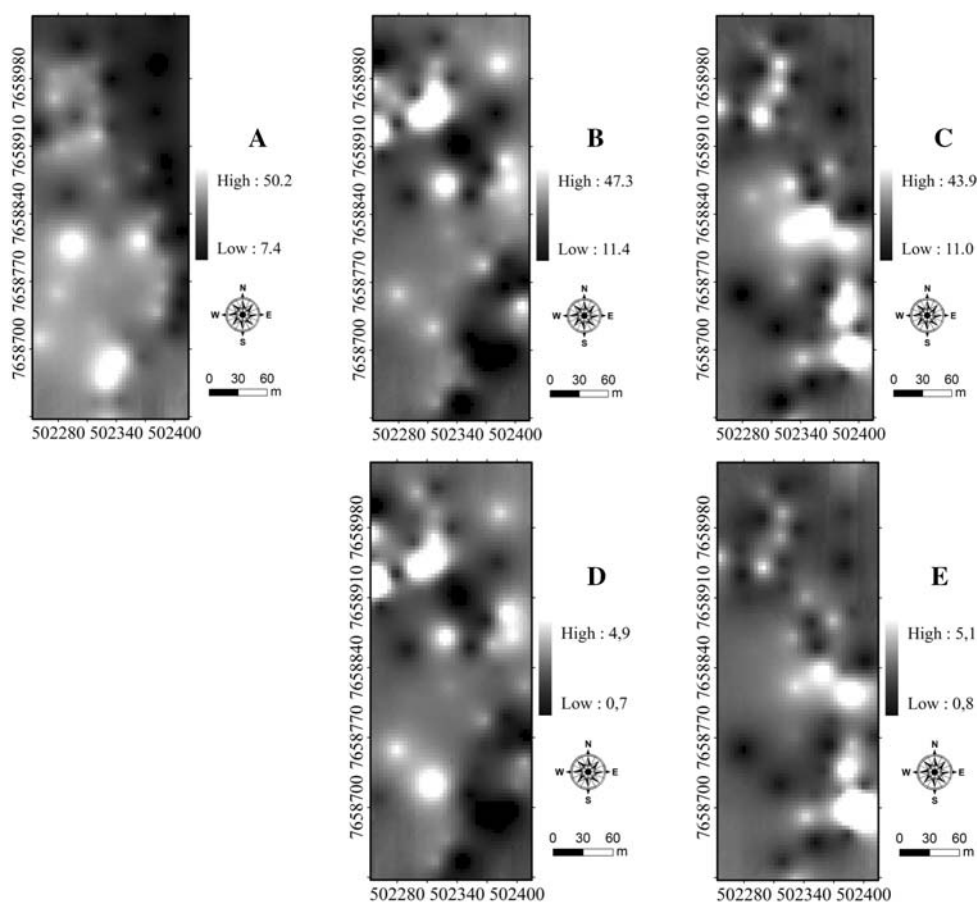 7658980
7658910
7658840
7658770
7658700
A
High : 50.2
Low : 7.4
N
W E
S
0 30 60
m
502280 502340 502400
7658980
7658910
7658840
7658770
7658700
B
High : 47.3
Low : 11.4
N
W E
S
0 30 60
m
502280 502340 502400
7658980
7658910
7658840
7658770
7658700
C
High : 43.9
Low : 11.0
N
W E
S
0 30 60
m
502280 502340 502400
7658980
7658910
7658840
7658770
7658700
D
High : 4,9
Low : 0,7
N
W E
S
0 30 60
m
502280 502340 502400
7658980
7658910
7658840
7658770
7658700
E
High : 5,1
Low : 0,8
N
W E
S
0 30 60
m
502280 502340 502400